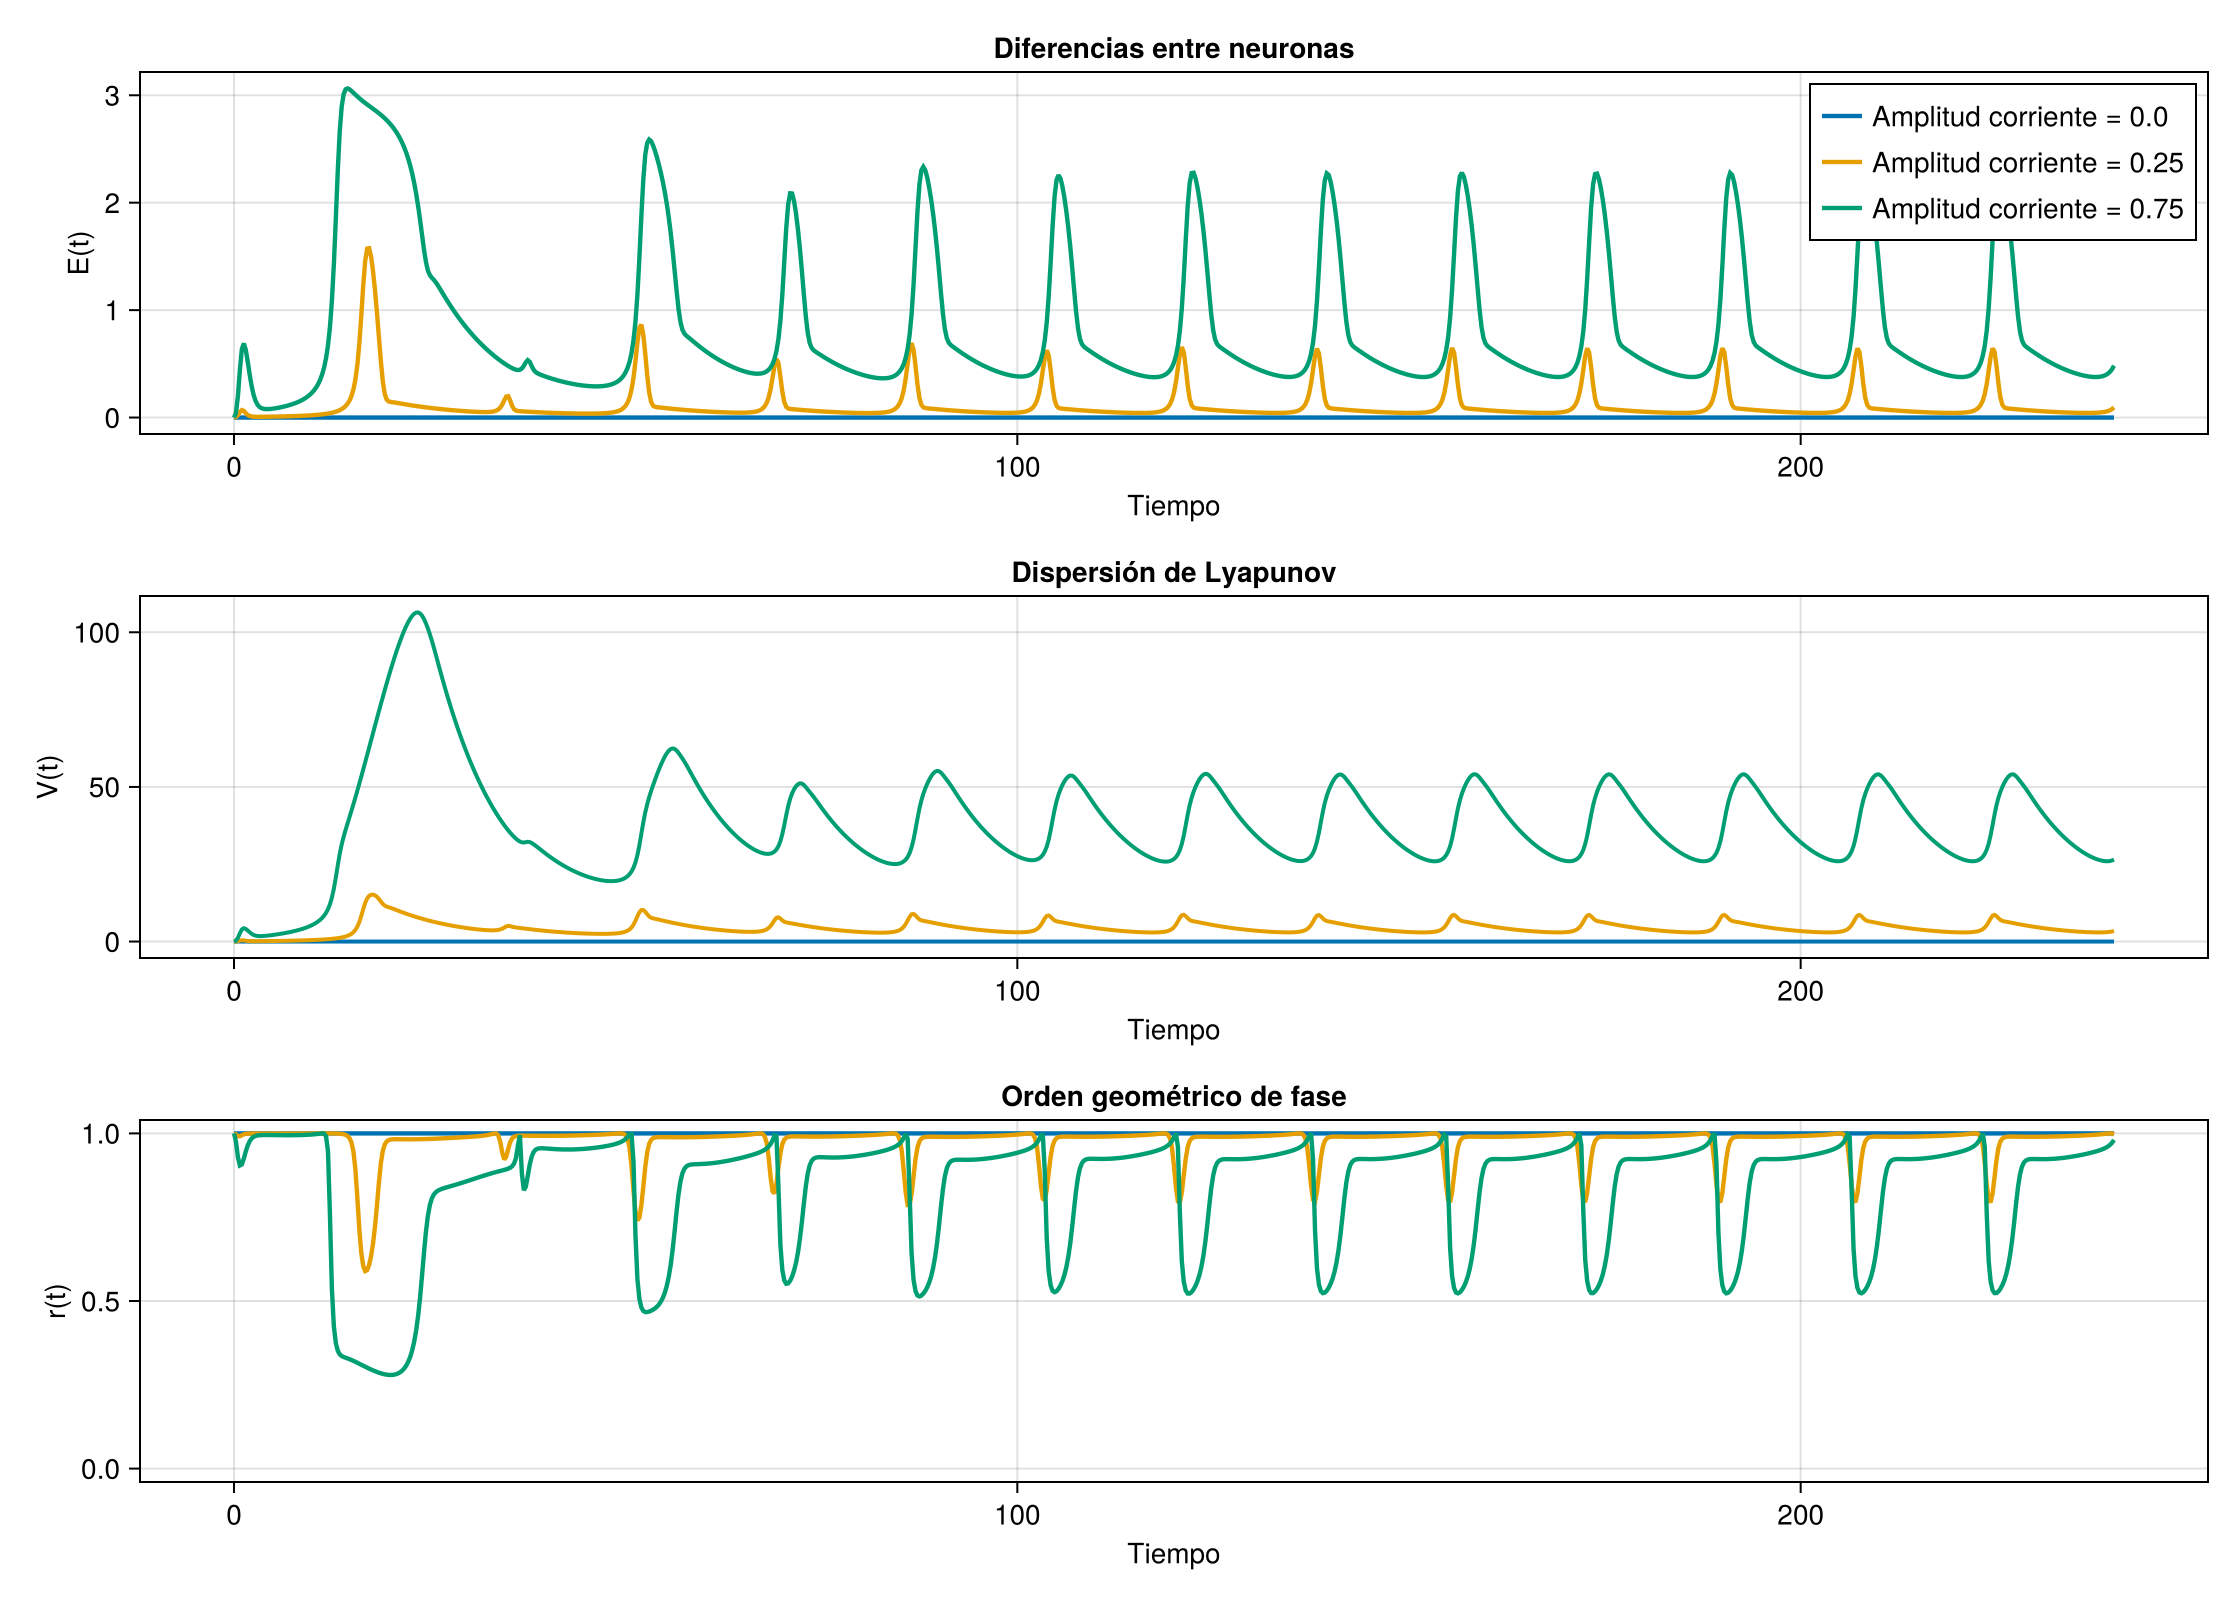 Diferencias entre neuronas
3
2
1
0
E(t)
Amplitud corriente = 0.0
Amplitud corriente = 0.25
Amplitud corriente = 0.75
0 100 200
Tiempo
Dispersión de Lyapunov
100
50
0
V(t)
0 100 200
Tiempo
Orden geométrico de fase
1.0
0.5
0.0
r(t)
0 100 200
Tiempo